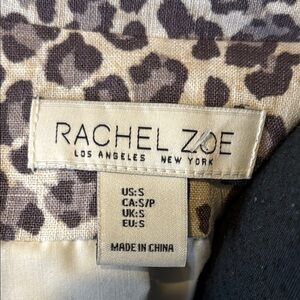 RACHEL ZOE
LOS ANGELES NEW YORK
US:S
CA:S/P
UK:S
EU:S
MADE IN CHINA